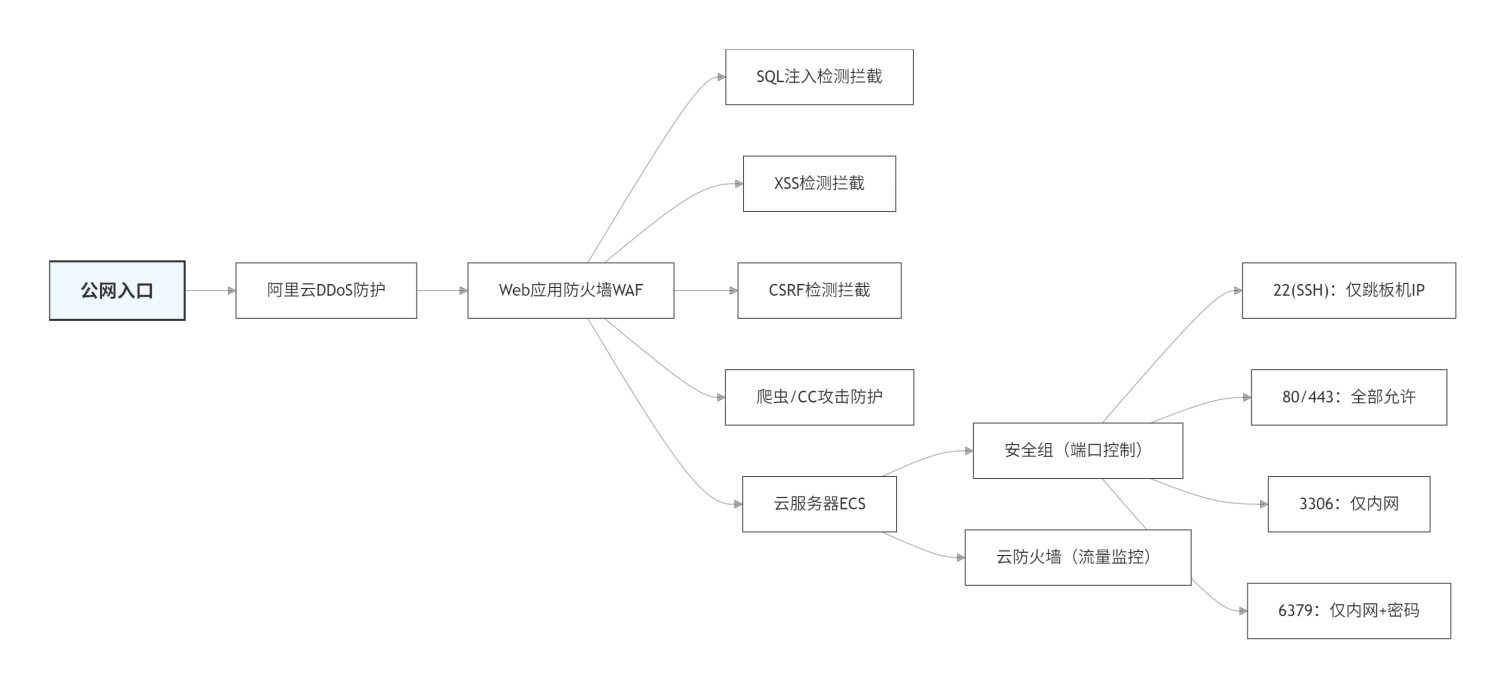 公网入口
阿里云DDoS防护
Web应用防火墙WAF
SQL注入检测拦截
XSS检测拦截
CSRF检测拦截
爬虫/CC攻击防护
云服务器ECS
安全组（端口控制）
云防火墙（流量监控）
22(SSH)：仅跳板机IP
80/443：全部允许
3306：仅内网
6379：仅内网+密码